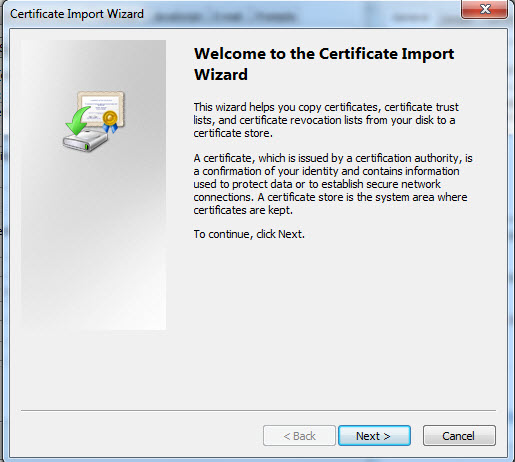 Certificate Import Wizard
Welcome to the Certificate Import
Wizard
This wizard helps you copy certificates, certificate trust
lists, and certificate revocation lists from your disk to a
certificate store.
A certificate, which is issued by a certification authority, is
a confirmation of your identity and contains information
used to protect data or to establish secure network
connections. A certificate store is the system area where
certificates are kept.
To continue, click Next.
< Back
Next >
Cancel